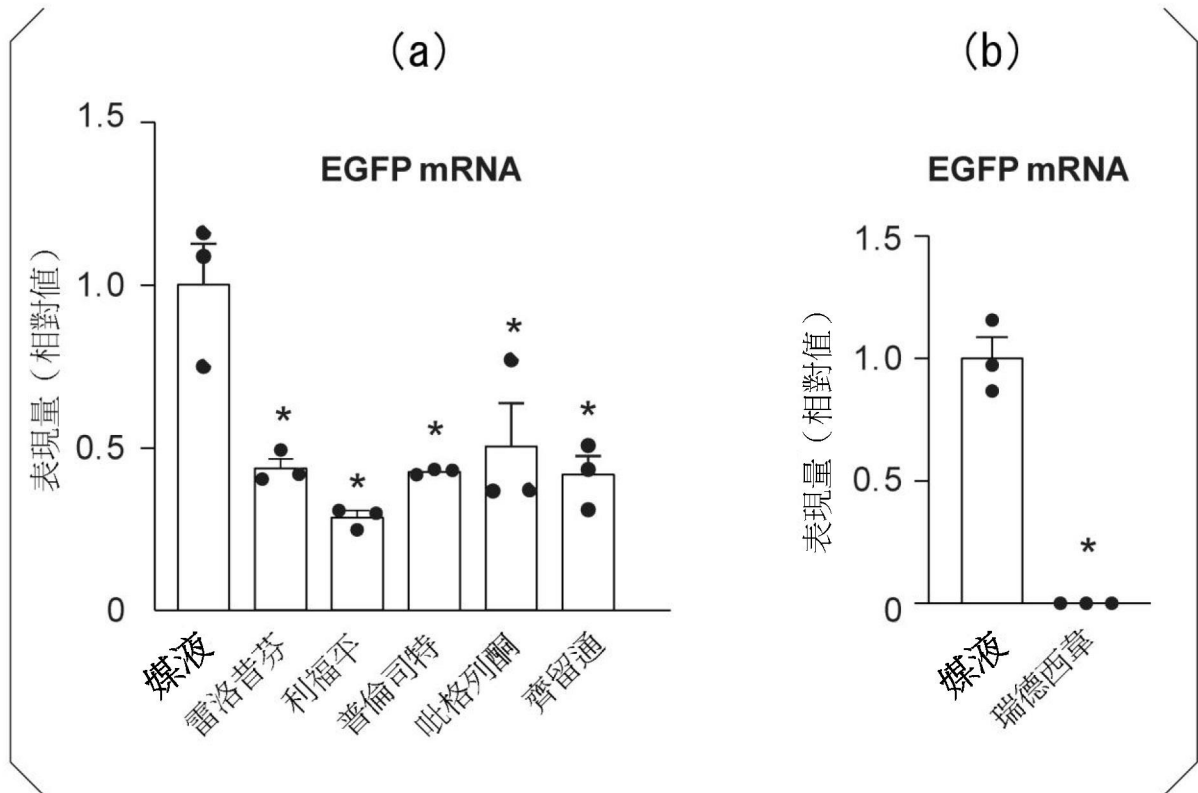 (a)
EGFP mRNA
表現量（相對值）
1.5
1.0
0.5
0
*
*
*
*
*
媒液
雷洛昔芬
利福平
普倫司特
吡格列酮
齊留通
(b)
EGFP mRNA
表現量（相對值）
1.5
1.0
0.5
0
*
媒液
瑞德西韋